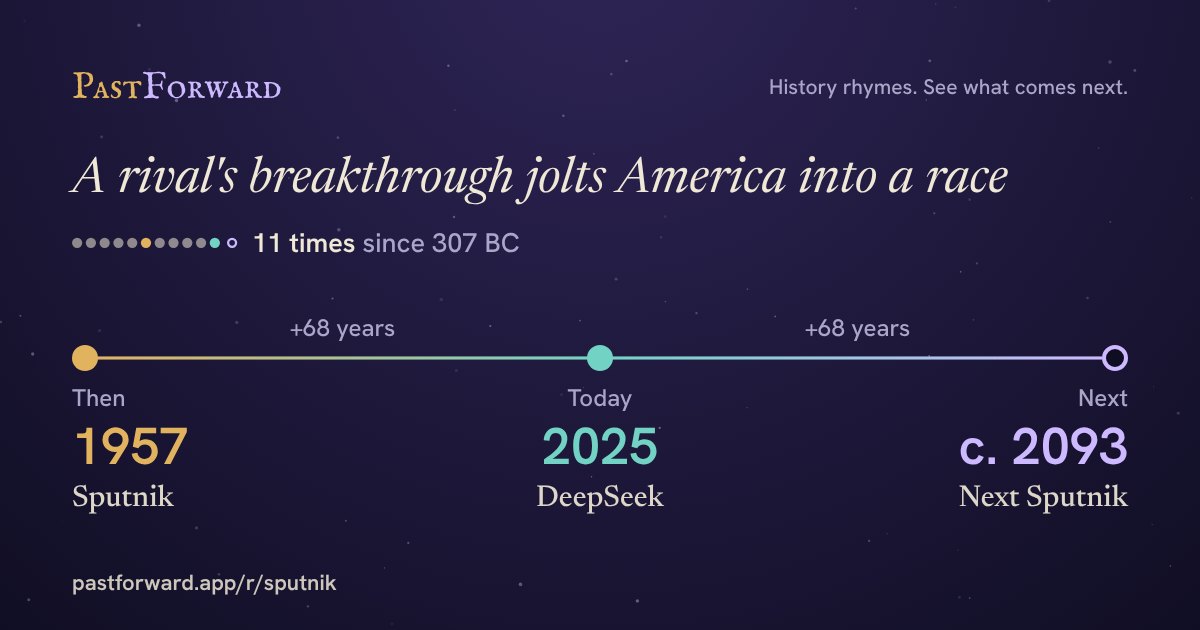 PastForward
History rhymes. See what comes next.
A rival's breakthrough jolts America into a race
11 times since 307 BC
+68 years
+68 years
Then
Today
Next
1957
2025
c. 2093
Sputnik
DeepSeek
Next Sputnik
pastforward.app/r/sputnik